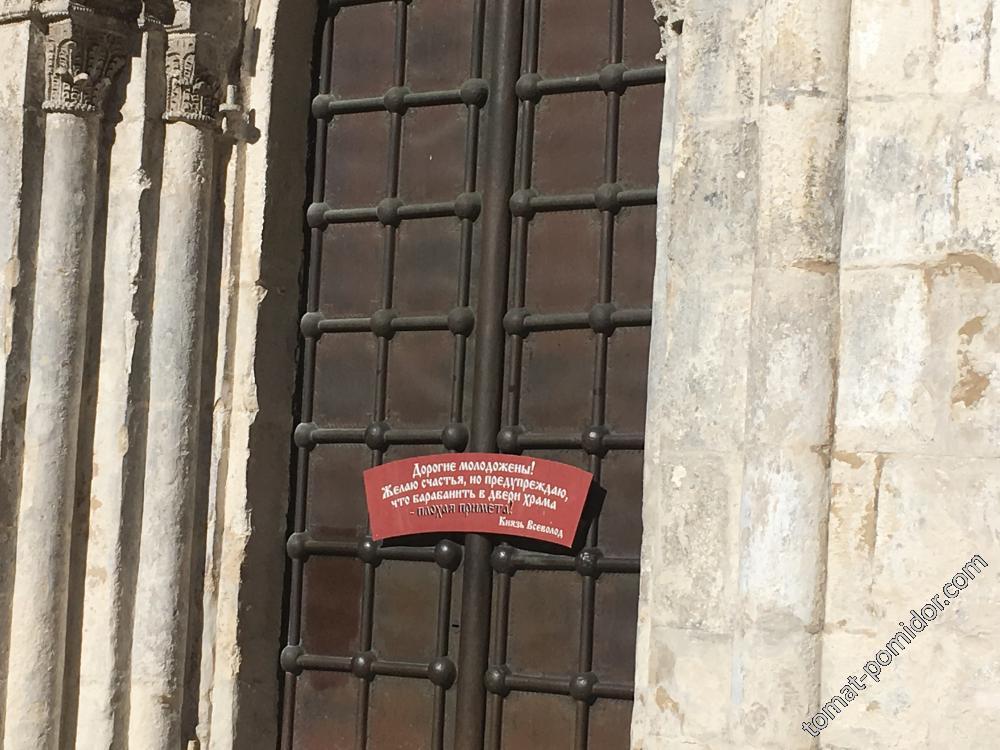 Дорогие молодожены!
Желаю счастья, но предупреждаю,
что барабанить в двери храма
- плохая примета!
Князь Всеволод
tomat-pomidor.com